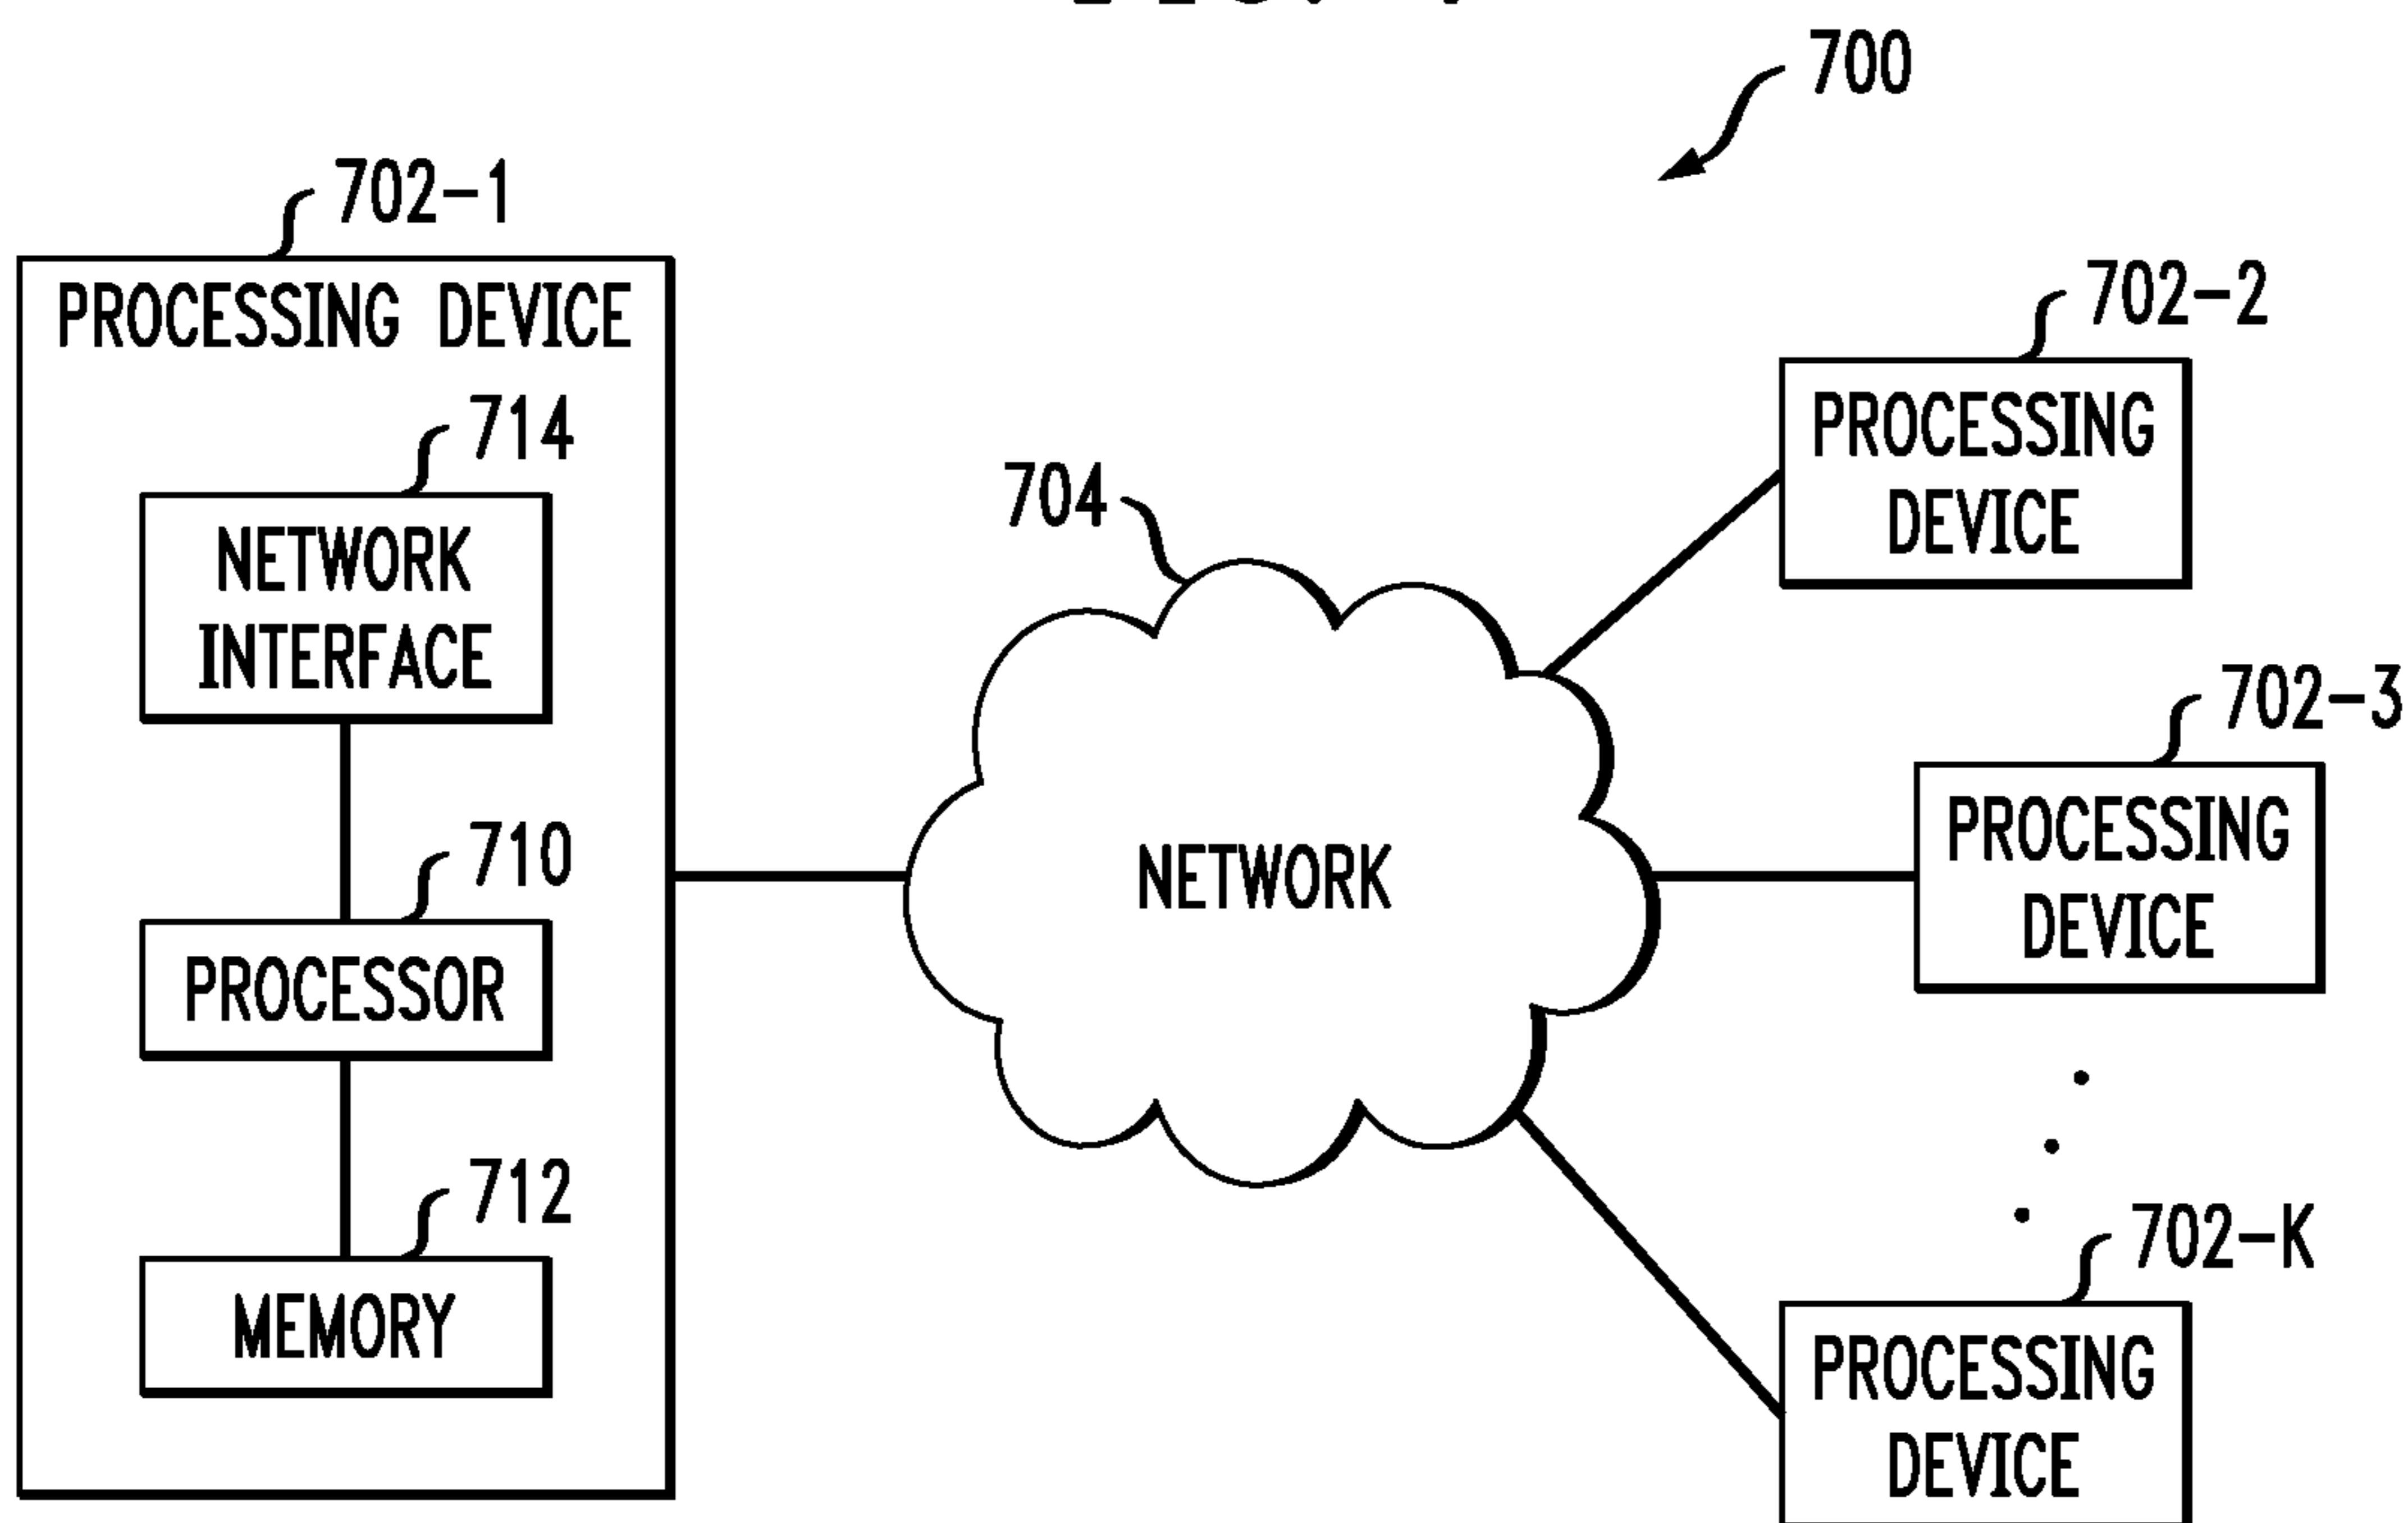 700
702-1
PROCESSING DEVICE
714
NETWORK
INTERFACE
710
PROCESSOR
712
MEMORY
704
NETWORK
702-2
PROCESSING
DEVICE
702-3
PROCESSING
DEVICE
702-K
PROCESSING
DEVICE